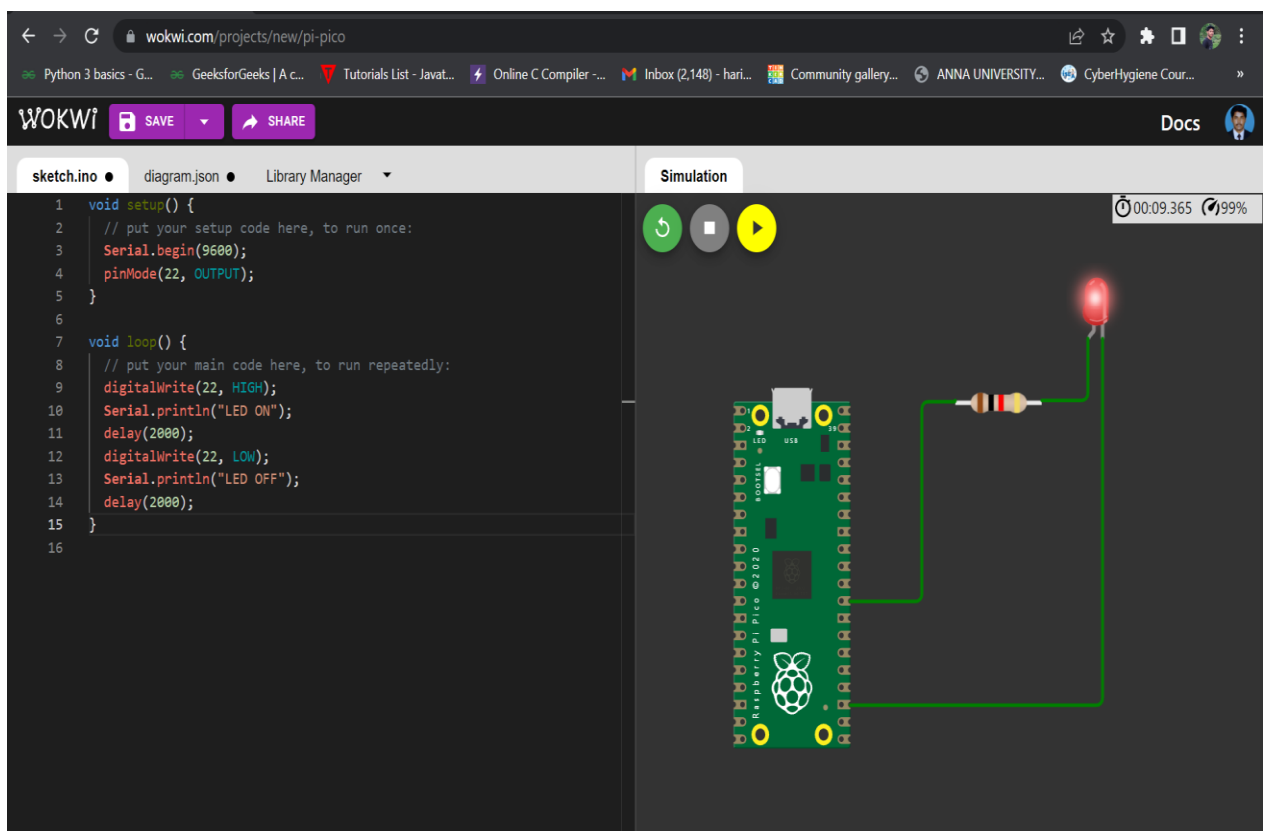 wokwi.com/projects/new/pi-pico
Python 3 basics - G... GeeksforGeeks | A c... Tutorials List - Javat... Online C Compiler -... Inbox (2,148) - hari... Community gallery... ANNA UNIVERSITY... CyberHygiene Cour... »
WOKWi SAVE SHARE Docs
sketch.ino ● diagram.json ● Library Manager Simulation
00:09.365 99%
1 void setup() {
2 // put your setup code here, to run once:
3 Serial.begin(9600);
4 pinMode(22, OUTPUT);
5 }
6
7 void loop() {
8 // put your main code here, to run repeatedly:
9 digitalWrite(22, HIGH);
10 Serial.println("LED ON");
11 delay(2000);
12 digitalWrite(22, LOW);
13 Serial.println("LED OFF");
14 delay(2000);
15 }
16
1
2
39
LED USB
BOOTSEL
Raspberry Pi Pico ©2020